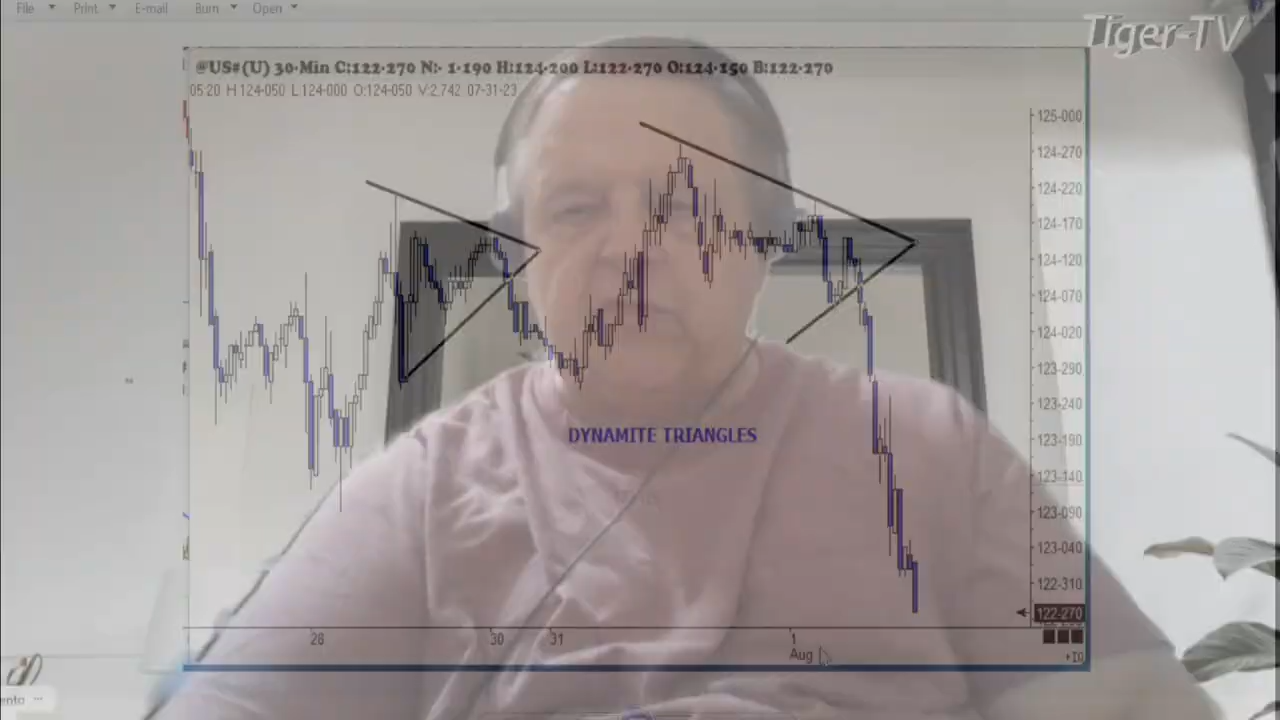 File Print E-mail Burn Open
Tiger-TV
@US#(U) 30-Min C:122-270 N:- 1-190 H:124-200 L:122-270 O:124-150 B:122-270
05:20 H 124-050 L 124-000 O:124-050 V:2,742 07-31-23
125-000
124-270
124-220
124-170
124-120
124-070
124-020
123-290
123-240
DYNAMITE TRIANGLES
123-190
123-140
123-090
123-040
122-310
122-270
28 30 31 1
Aug